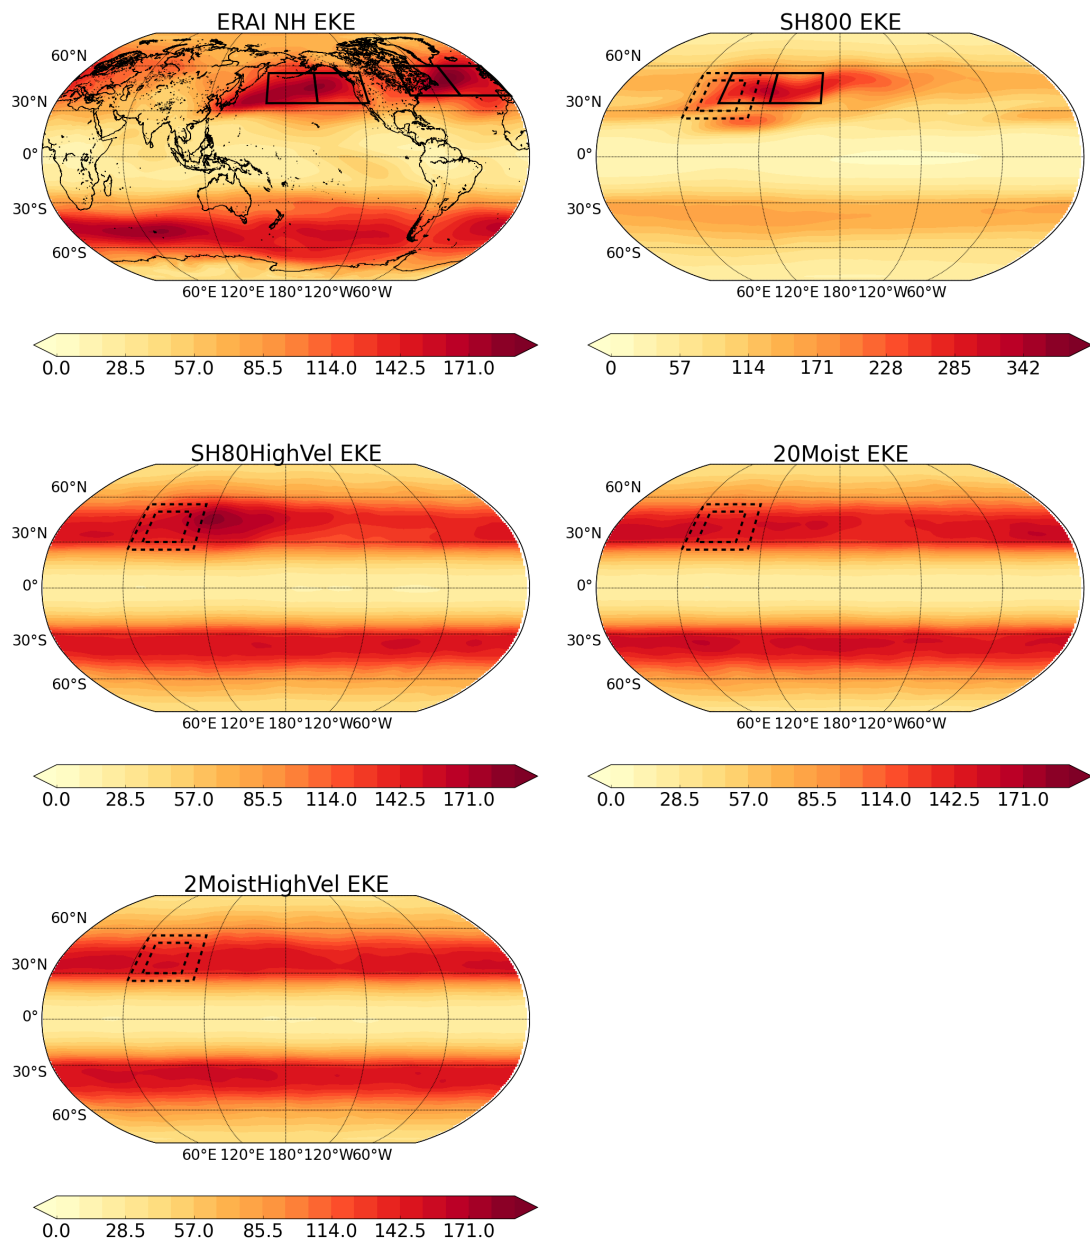 ERAI NH EKE
60°N
30°N
0°
30°S
60°S
60°E 120°E 180°120°W60°W
0.0 28.5 57.0 85.5 114.0 142.5 171.0
SH800 EKE
60°N
30°N
0°
30°S
60°S
60°E 120°E 180°120°W60°W
0 57 114 171 228 285 342
SH80HighVel EKE
60°N
30°N
0°
30°S
60°S
60°E 120°E 180°120°W60°W
0.0 28.5 57.0 85.5 114.0 142.5 171.0
20Moist EKE
60°N
30°N
0°
30°S
60°S
60°E 120°E 180°120°W60°W
0.0 28.5 57.0 85.5 114.0 142.5 171.0
2MoistHighVel EKE
60°N
30°N
0°
30°S
60°S
60°E 120°E 180°120°W60°W
0.0 28.5 57.0 85.5 114.0 142.5 171.0